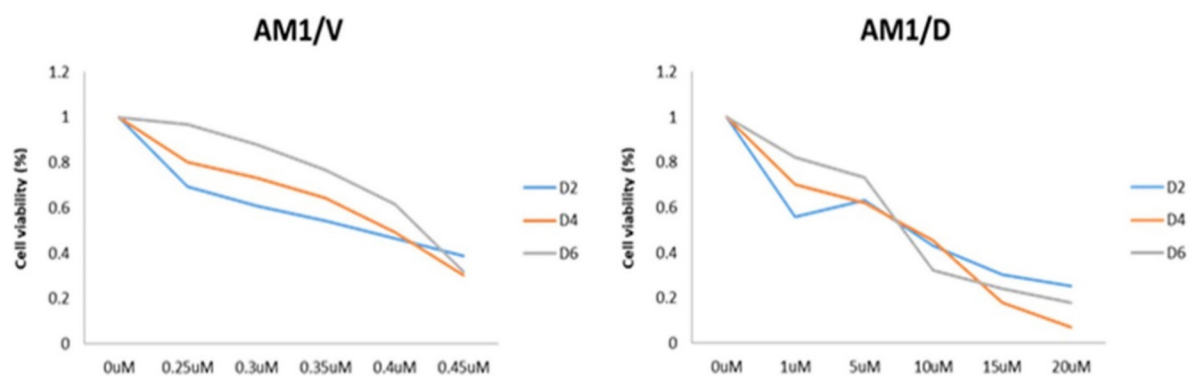 AM1/V
1.2
1
0.8
0.6
0.4
0.2
0
Cell viability (%)
0uM 0.25uM 0.3uM 0.35uM 0.4uM 0.45uM
D2
D4
D6
AM1/D
1.2
1
0.8
0.6
0.4
0.2
0
Cell viability (%)
0uM 1uM 5uM 10uM 15uM 20uM
D2
D4
D6